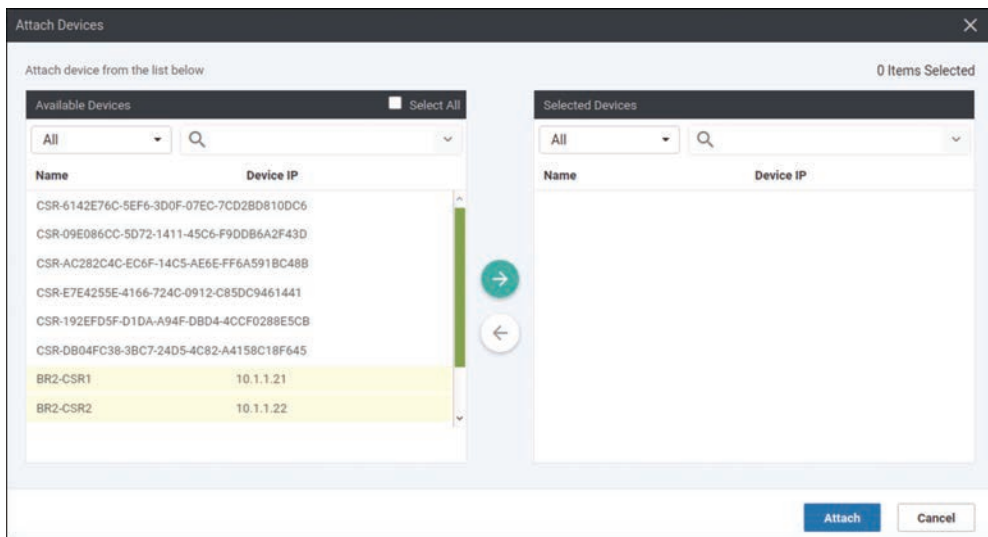 Attach Devices
Attach device from the list below
0 Items Selected
Available Devices
Select All
All
Name Device IP
CSR-6142E76C-5EF6-3D0F-07EC-7CD2BD810DC6
CSR-09E086CC-5D72-1411-45C6-F9DDB6A2F43D
CSR-AC282C4C-EC6F-14C5-AE6E-FF6A591BC48B
CSR-E7E4255E-4166-724C-0912-C85DC9461441
CSR-192EFD5F-D1DA-A94F-DBD4-4CCF0288E5CB
CSR-DB04FC38-3BC7-24D5-4C82-A4158C18F645
BR2-CSR1 10.1.1.21
BR2-CSR2 10.1.1.22
Selected Devices
All
Name Device IP
Attach
Cancel